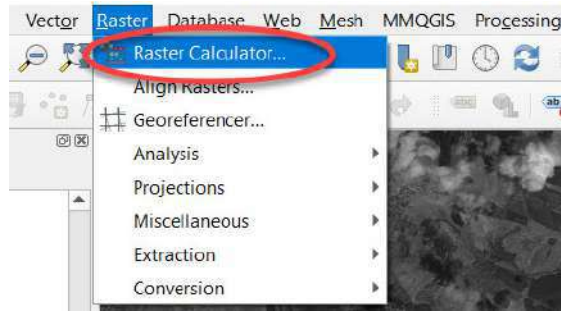 Vector Raster Database Web Mesh MMQGIS Processing
Raster Calculator...
Align Rasters...
Georeferencer...
Analysis
Projections
Miscellaneous
Extraction
Conversion